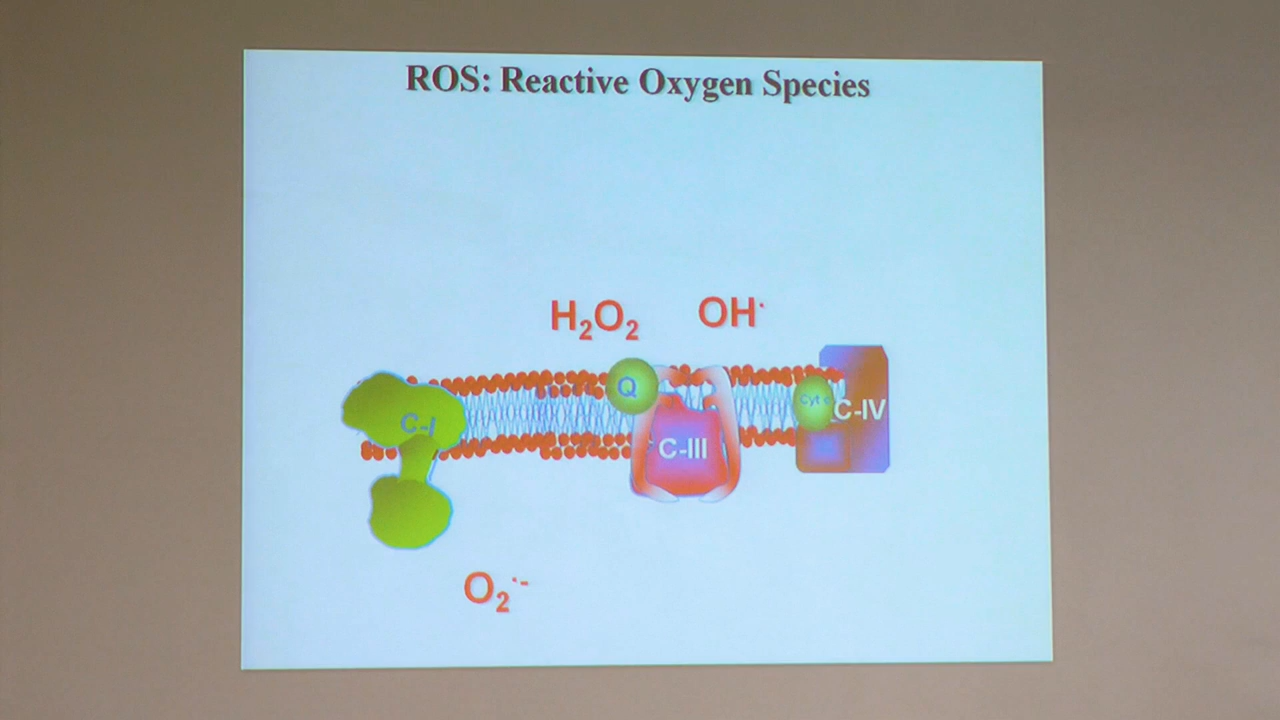 ROS: Reactive Oxygen Species
H₂O₂ OH·
Q
C-I
Cyt c
C-IV
C-III
O₂·-